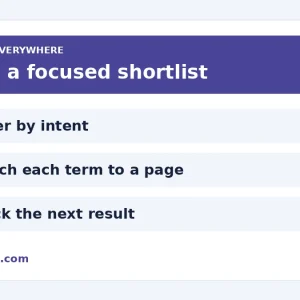 VERYWHERE
a focused shortlist
er by intent
ch each term to a page
k the next result
.com